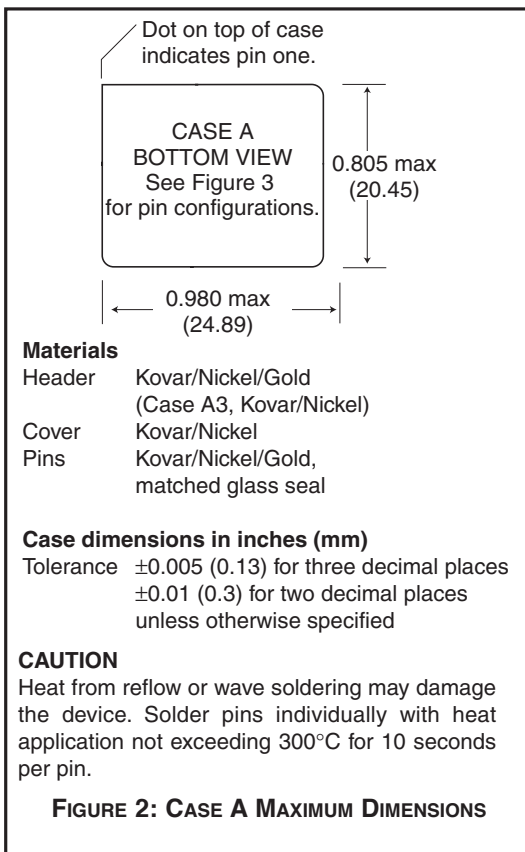 Dot on top of case
indicates pin one.
CASE A
BOTTOM VIEW
See Figure 3
for pin configurations.
0.805 max
(20.45)
0.980 max
(24.89)
Materials
Header Kovar/Nickel/Gold
(Case A3, Kovar/Nickel)
Cover Kovar/Nickel
Pins Kovar/Nickel/Gold,
matched glass seal
Case dimensions in inches (mm)
Tolerance ±0.005 (0.13) for three decimal places
±0.01 (0.3) for two decimal places
unless otherwise specified
CAUTION
Heat from reflow or wave soldering may damage
the device. Solder pins individually with heat
application not exceeding 300°C for 10 seconds
per pin.
FIGURE 2: CASE A MAXIMUM DIMENSIONS